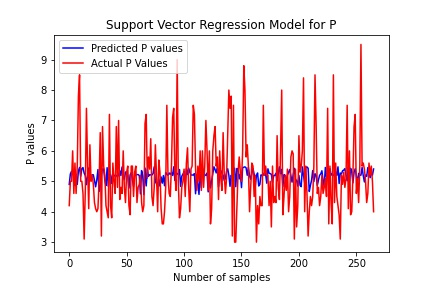 Support Vector Regression Model for P
Predicted P values
Actual P Values
P values
9
8
7
6
5
4
3
0
50
100
150
200
250
Number of samples